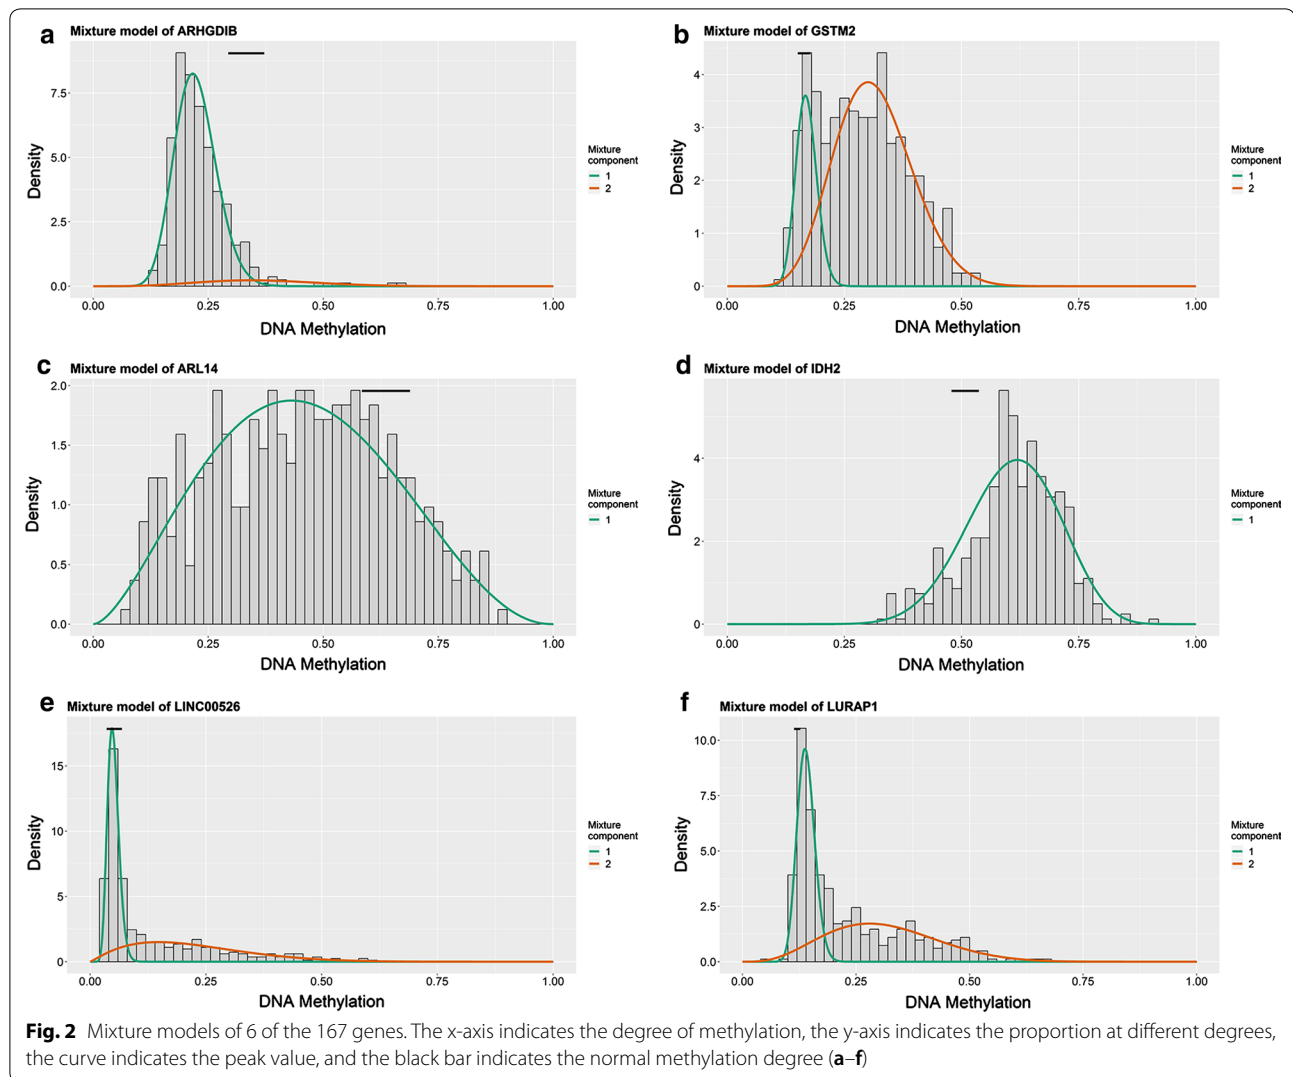 a Mixture model of ARHGDIB
Density
7.5
5.0
2.5
0.0
0.00 0.25 0.50 0.75 1.00
DNA Methylation
Mixture
component
1
2
b Mixture model of GSTM2
Density
4
3
2
1
0
0.00 0.25 0.50 0.75 1.00
DNA Methylation
Mixture
component
1
2
c Mixture model of ARL14
Density
2.0
1.5
1.0
0.5
0.0
0.00 0.25 0.50 0.75 1.00
DNA Methylation
Mixture
component
1
d Mixture model of IDH2
Density
4
2
0
0.00 0.25 0.50 0.75 1.00
DNA Methylation
Mixture
component
1
e Mixture model of LINC00526
Density
15
10
5
0
0.00 0.25 0.50 0.75 1.00
DNA Methylation
Mixture
component
1
2
f Mixture model of LURAP1
Density
10.0
7.5
5.0
2.5
0.0
0.00 0.25 0.50 0.75 1.00
DNA Methylation
Mixture
component
1
2
Fig. 2 Mixture models of 6 of the 167 genes. The x-axis indicates the degree of methylation, the y-axis indicates the proportion at different degrees,
the curve indicates the peak value, and the black bar indicates the normal methylation degree (a–f)